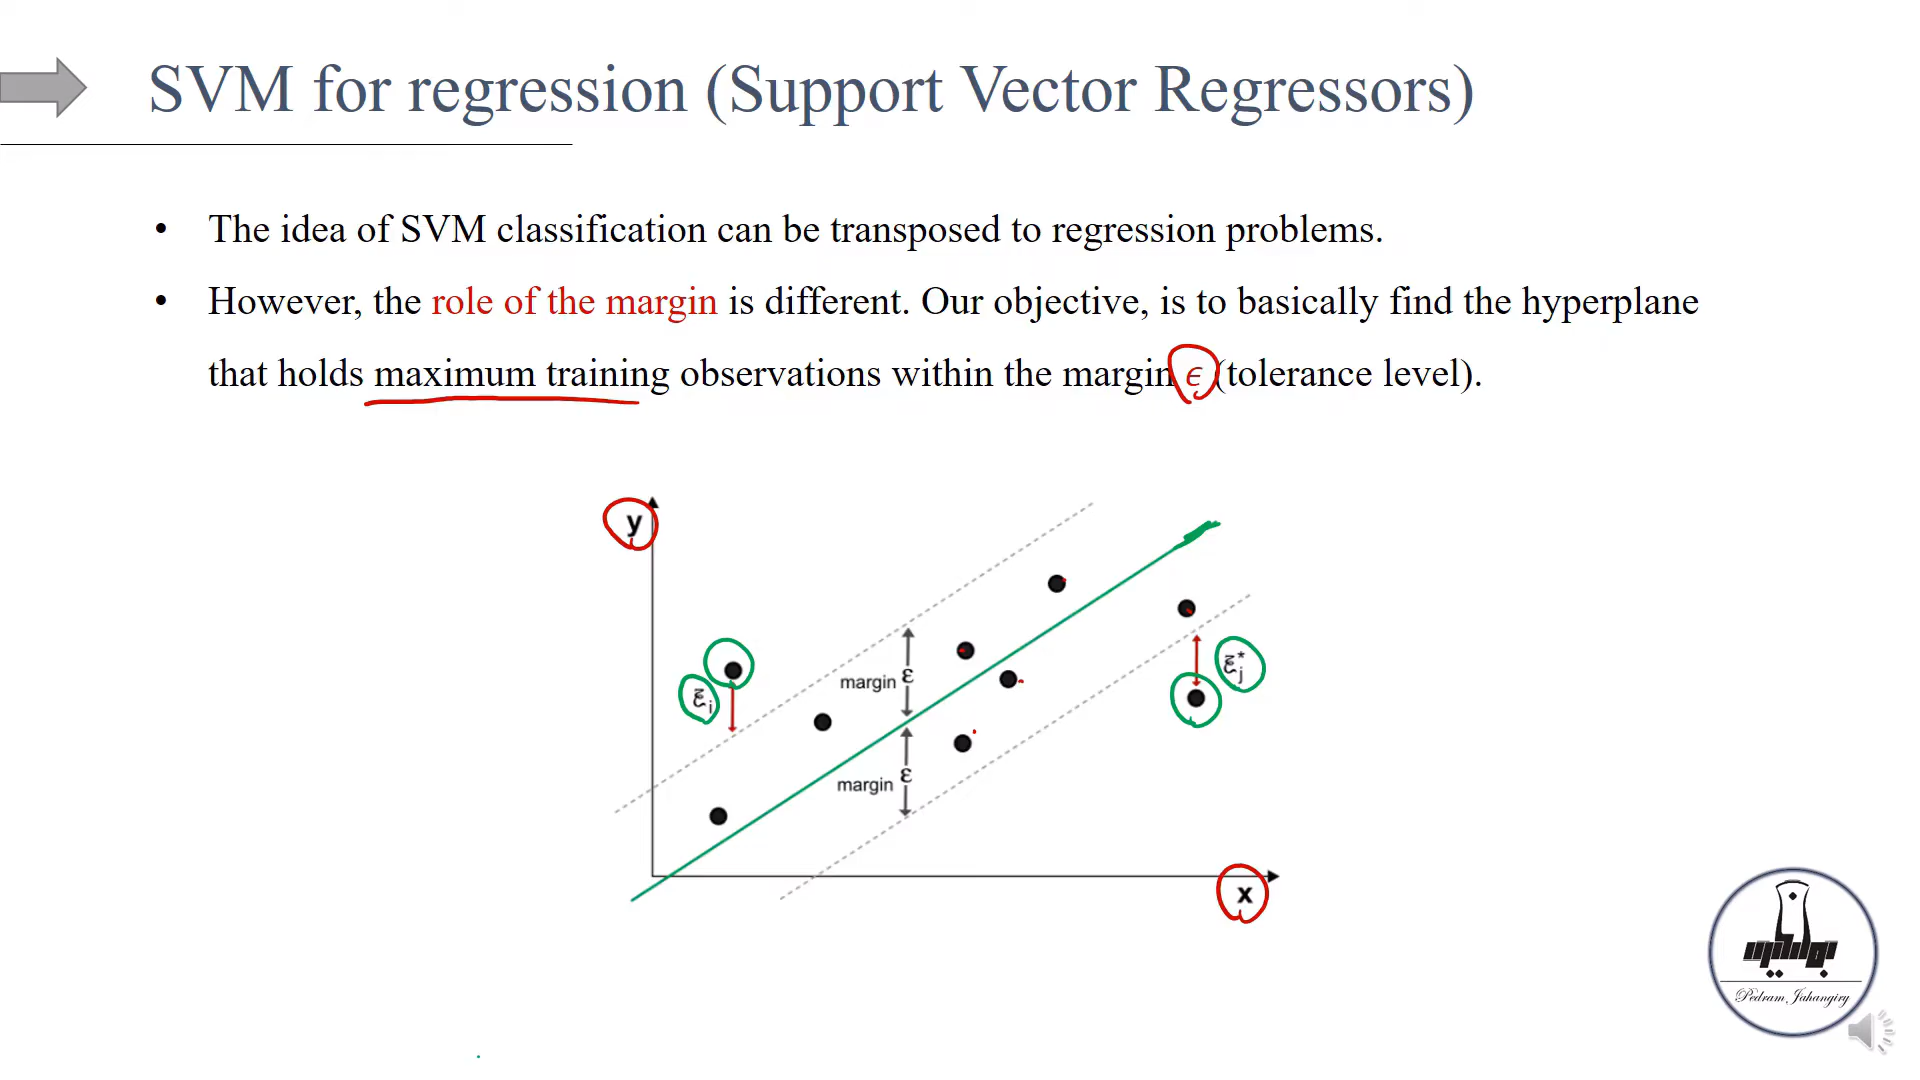 SVM for regression (Support Vector Regressors)
• The idea of SVM classification can be transposed to regression problems.
• However, the role of the margin is different. Our objective, is to basically find the hyperplane
that holds maximum training observations within the margin ϵ (tolerance level).
y
ξi
margin ε
ξ*j
margin ε
x
Pedram Jahangiry